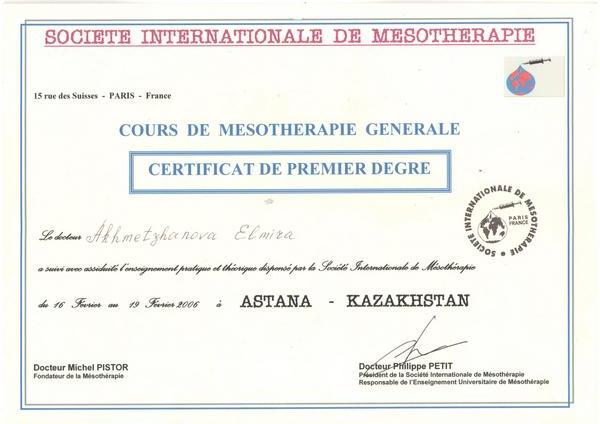 SOCIETE INTERNATIONALE DE MESOTHERAPIE
15 rue des Suisses - PARIS - France
COURS DE MESOTHERAPIE GENERALE
CERTIFICAT DE PREMIER DEGRE
SOCIÉTÉ INTERNATIONALE DE MESOTHERAPIE
PARIS
FRANCE
Le docteur Akhmetzhanova Elmira
a suivi avec assiduité l'enseignement pratique et théorique dispensé par la Société Internationale de Mésothérapie
du 16 Février au 19 Février 2006 à ASTANA - KAZAKHSTAN
Docteur Michel PISTOR
Fondateur de la Mésothérapie
Docteur Philippe PETIT
Président de la Société Internationale de Mésothérapie
Responsable de l'Enseignement Universitaire de Mésothérapie